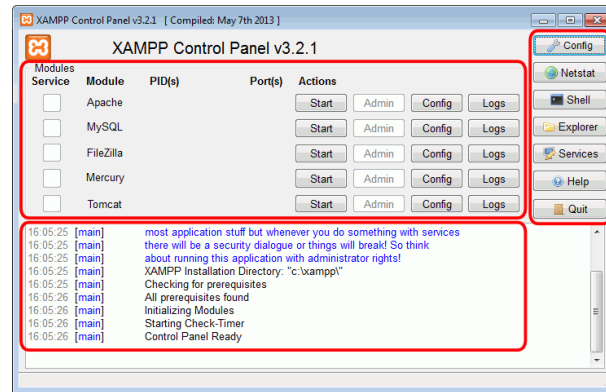 XAMPP Control Panel v3.2.1 [ Compiled: May 7th 2013 ]
XAMPP Control Panel v3.2.1
Config
Netstat
Shell
Explorer
Services
Help
Quit
Modules
Service Module PID(s) Port(s) Actions
Apache Start Admin Config Logs
MySQL Start Admin Config Logs
FileZilla Start Admin Config Logs
Mercury Start Admin Config Logs
Tomcat Start Admin Config Logs
16:05:25 [main] most application stuff but whenever you do something with services
16:05:25 [main] there will be a security dialogue or things will break! So think
16:05:25 [main] about running this application with administrator rights!
16:05:26 [main] XAMPP Installation Directory: "c:\xampp\"
16:05:26 [main] Checking for prerequisites
16:05:26 [main] All prerequisites found
16:05:26 [main] Initializing Modules
16:05:26 [main] Starting Check-Timer
16:05:26 [main] Control Panel Ready